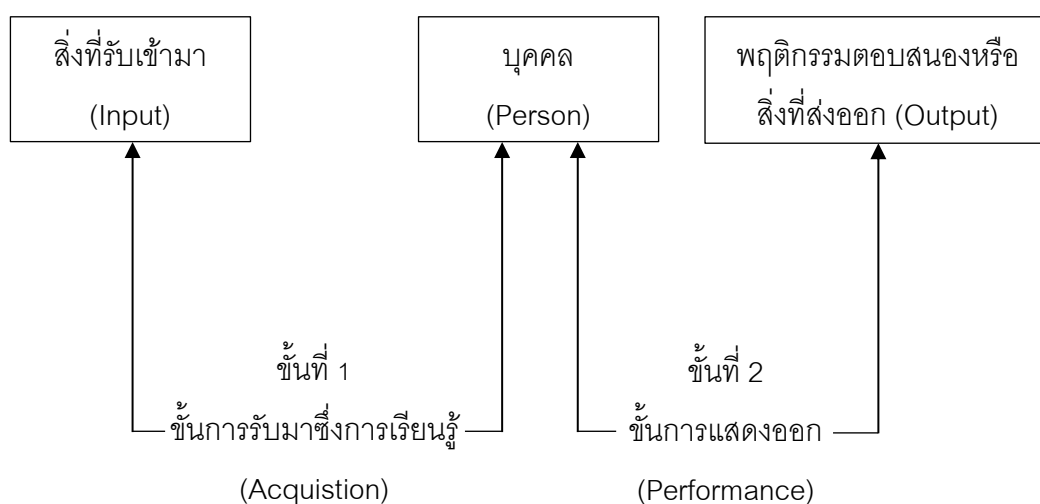 สิ่งที่รับเข้ามา
(Input)
บุคคล
(Person)
พฤติกรรมตอบสนองหรือ
สิ่งที่ส่งออก (Output)
ขั้นที่ 1
ขั้นการรับมาซึ่งการเรียนรู้
(Acquistion)
ขั้นที่ 2
ขั้นการแสดงออก
(Performance)